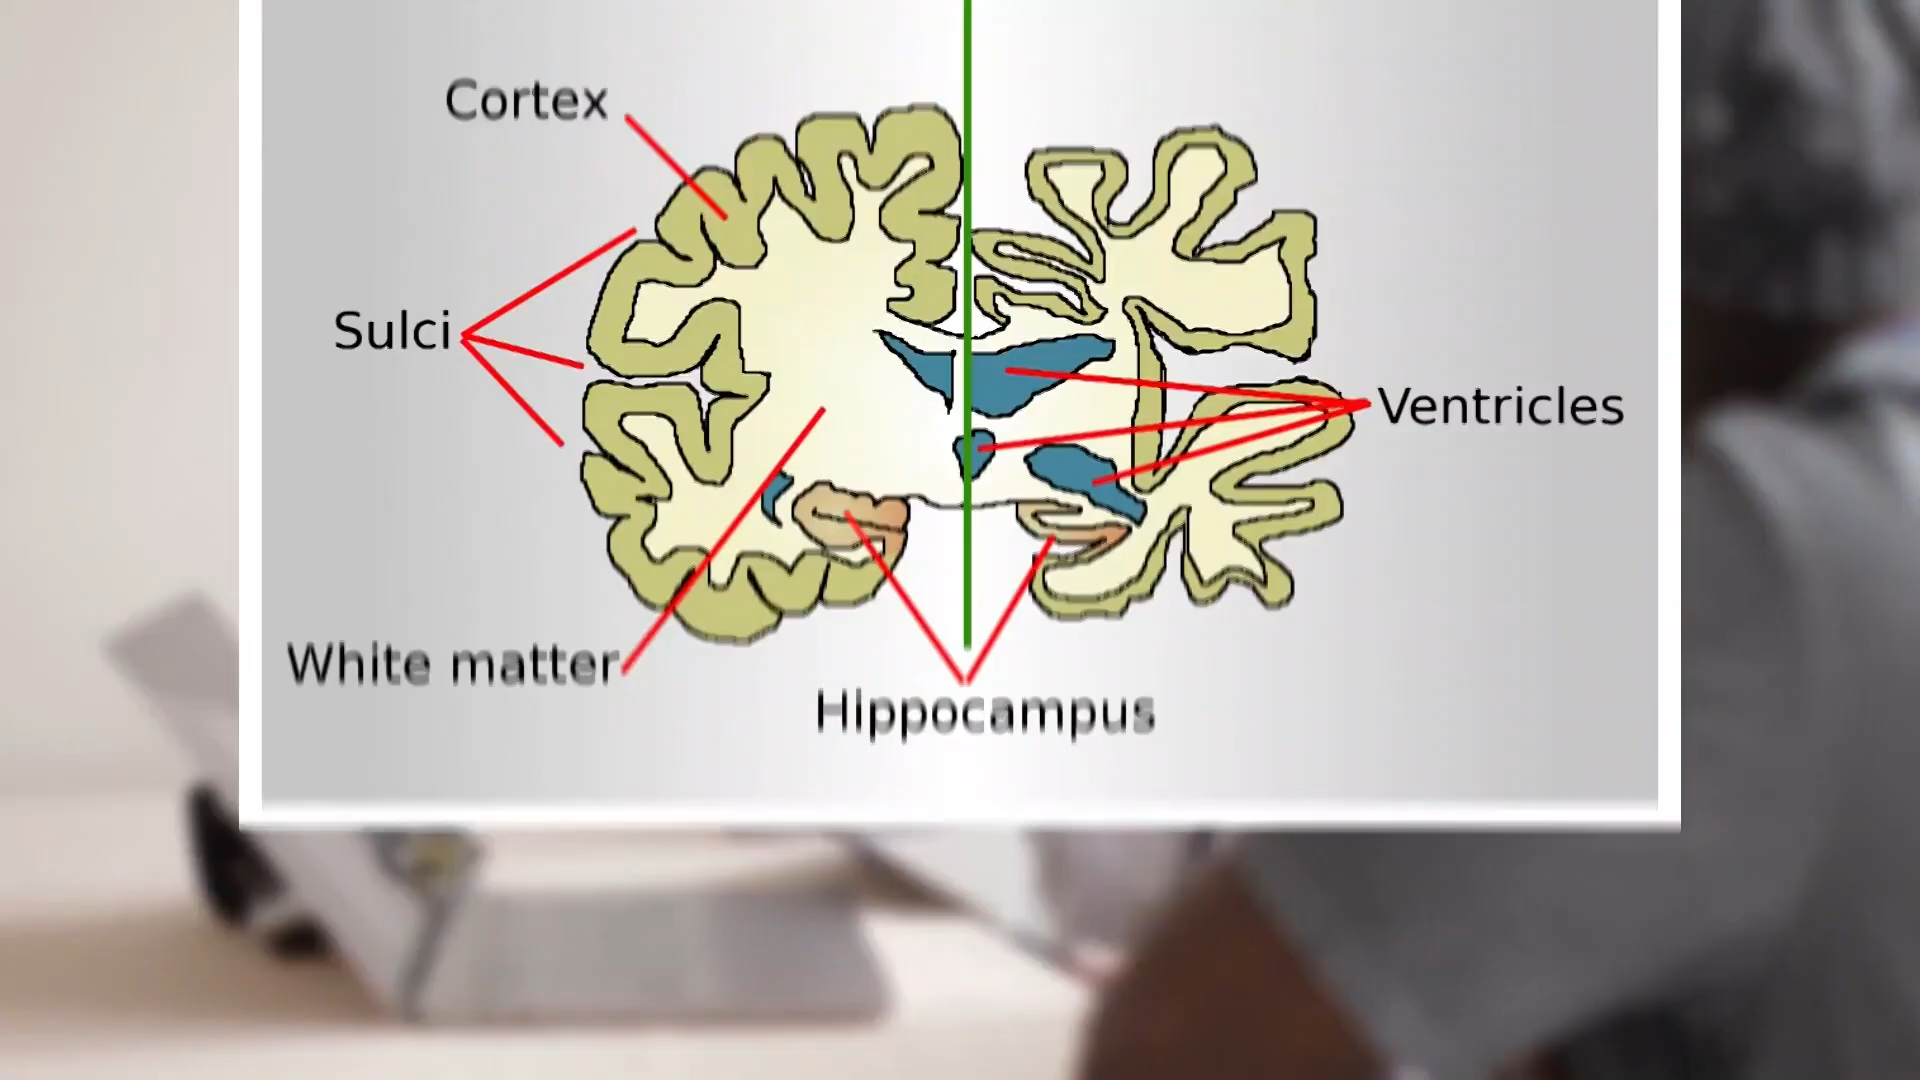 Cortex
Sulci
Ventricles
White matter
Hippocampus